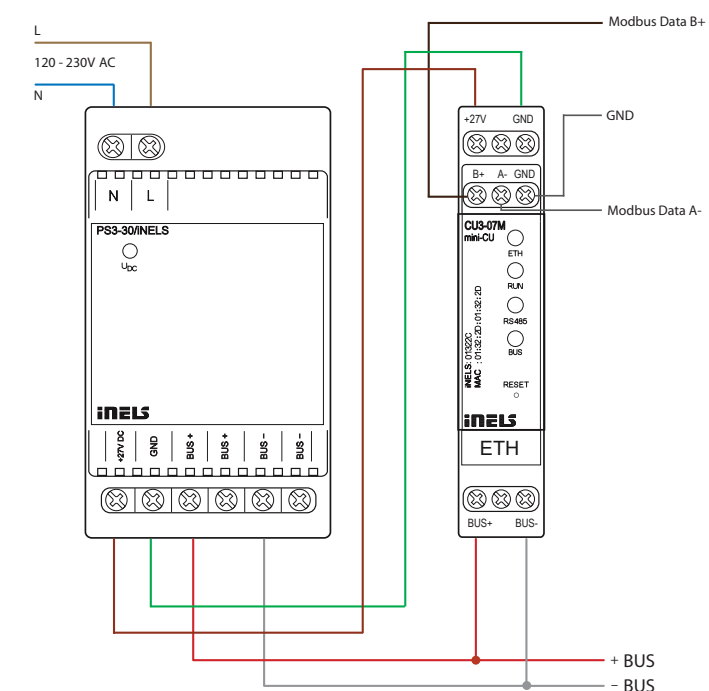 L
Modbus Data B+
120 - 230V AC
N
+27V GND
GND
B+ A- GND
N L
Modbus Data A-
PS3-30/iNELS
UDC
CU3-07M
mini-CU
ETH
RUN
RS485
BUS
iNELS: 01322C
MAC : 01:32:2D:01:32:2D
RESET
iNELS
iNELS
+27V DC
GND
BUS +
BUS +
BUS -
BUS -
ETH
BUS+ BUS-
+ BUS
- BUS